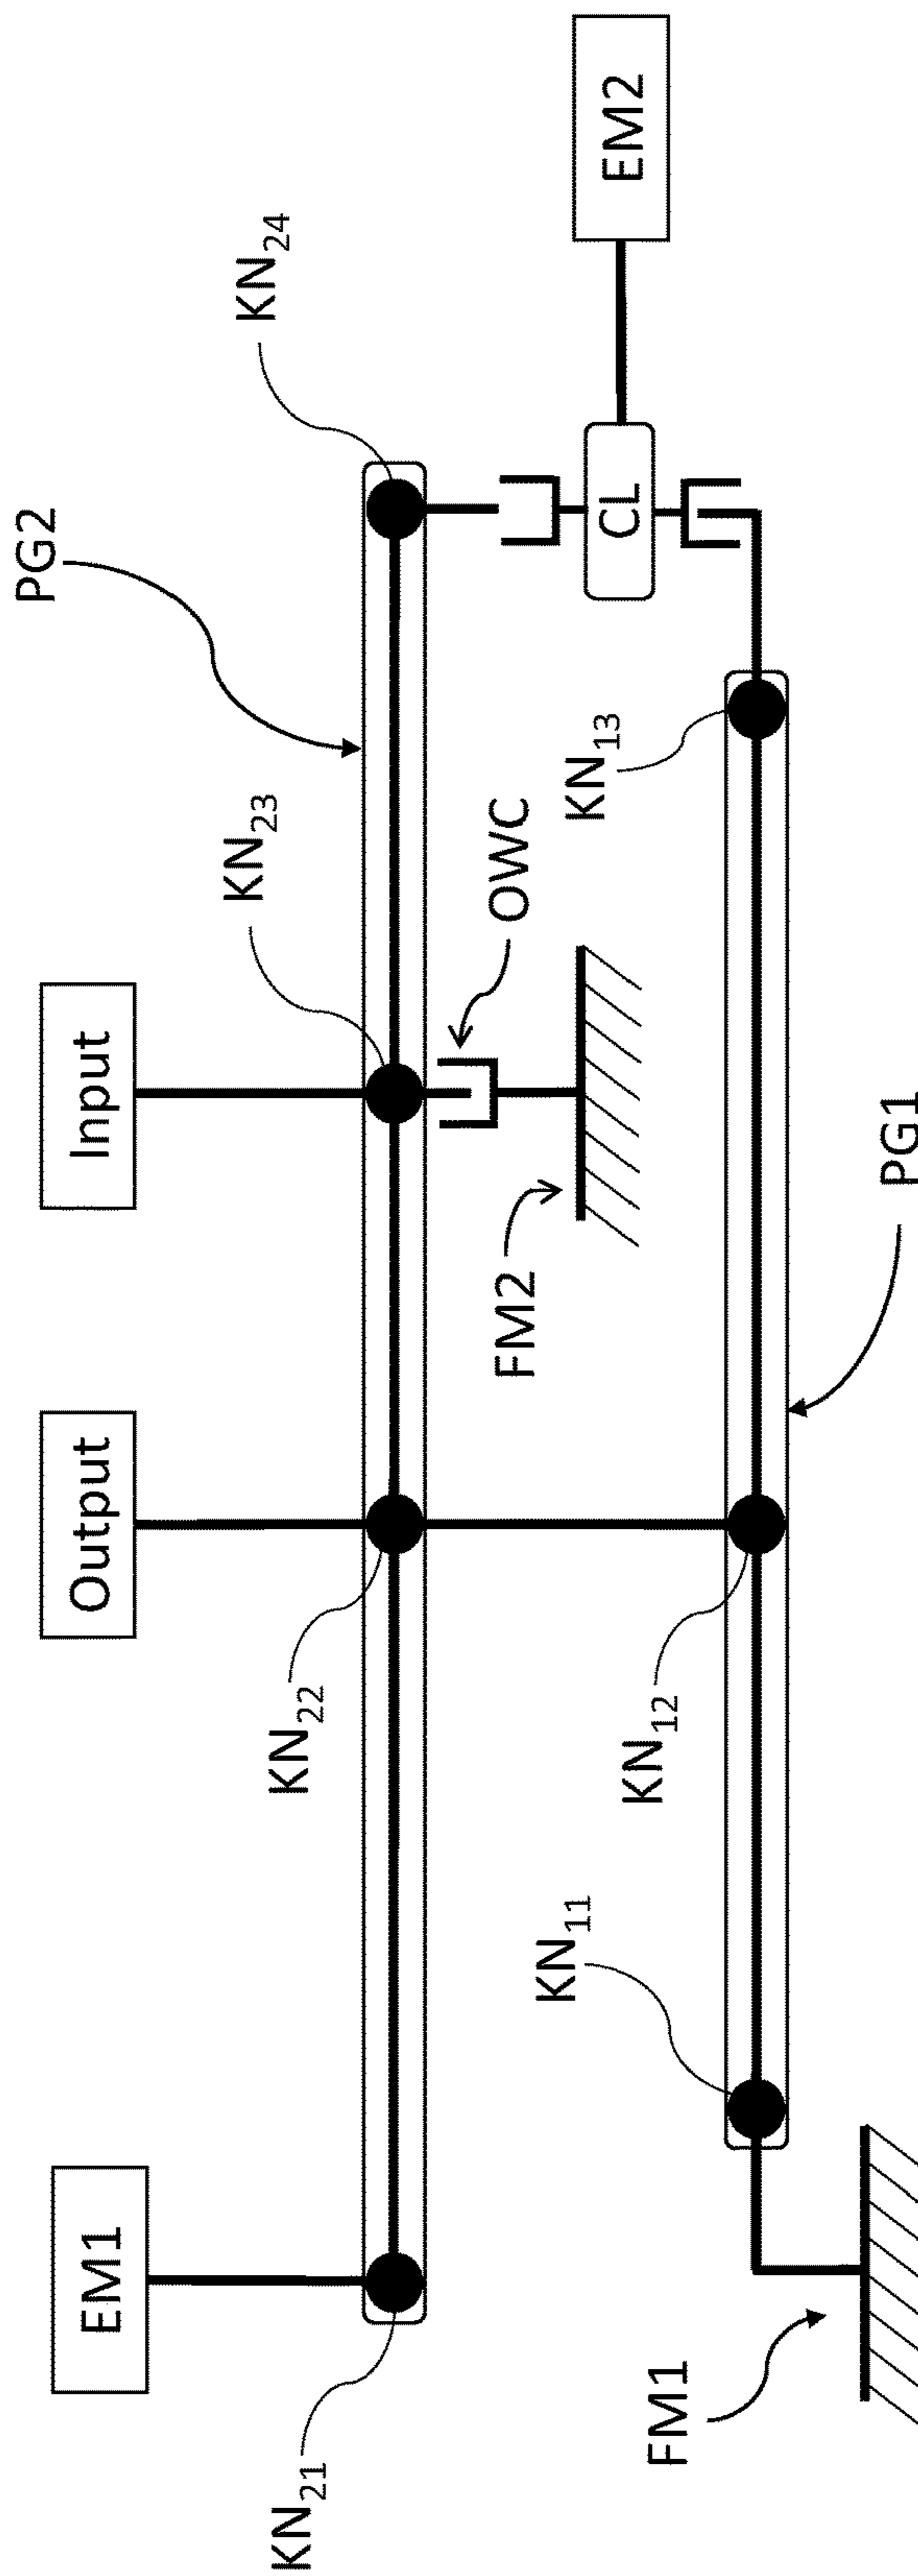 EM1
Output
Input
PG2
KN₂₁
KN₂₂
KN₂₃
KN₂₄
OWC
FM2
CL
EM2
KN₁₁
KN₁₂
KN₁₃
FM1
PG1